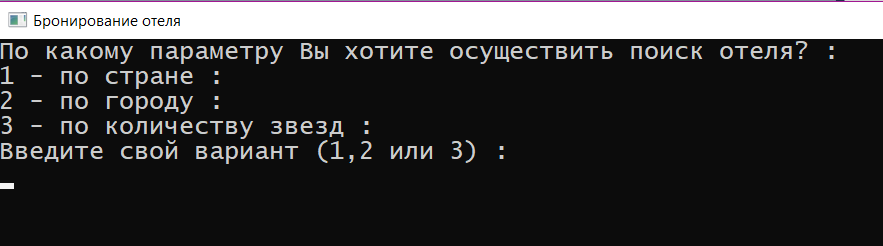 Бронирование отеля
По какому параметру Вы хотите осуществить поиск отеля? :
1 - по стране :
2 - по городу :
3 - по количеству звезд :
Введите свой вариант (1,2 или 3) :